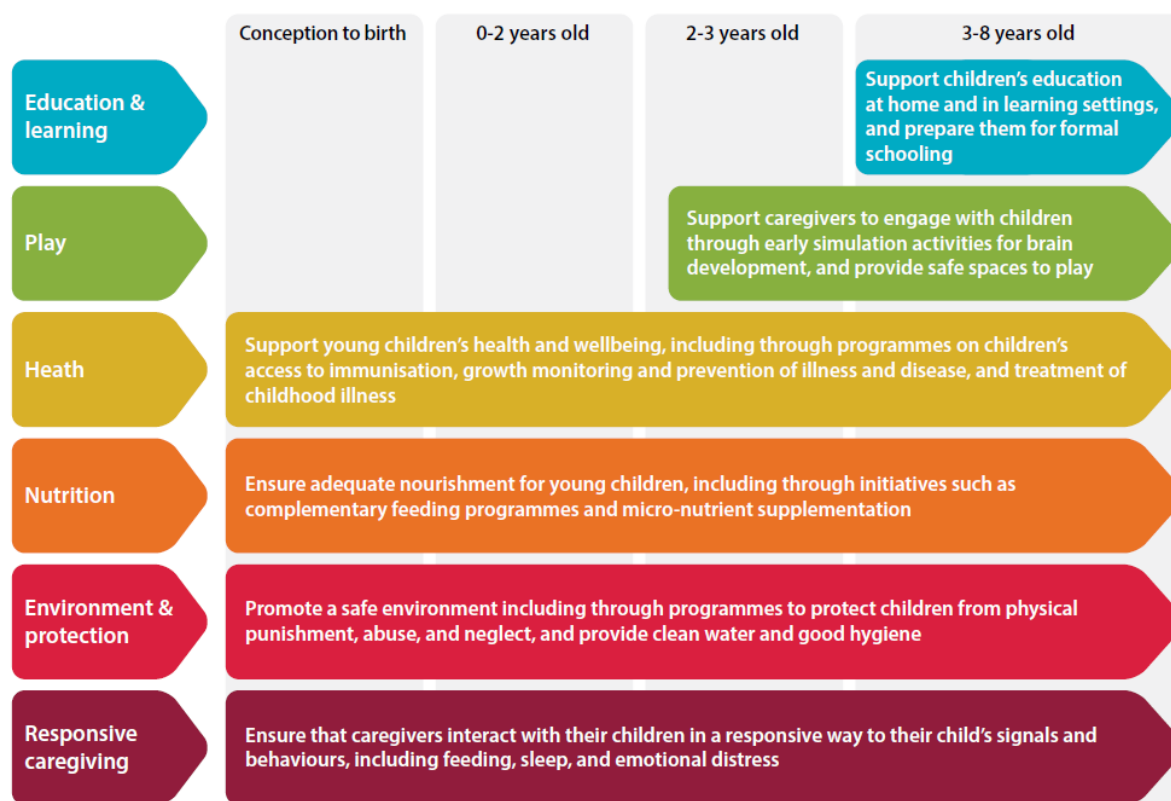 Conception to birth
0-2 years old
2-3 years old
3-8 years old
Education &
learning
Support children’s education
at home and in learning settings,
and prepare them for formal
schooling
Play
Support caregivers to engage with children
through early simulation activities for brain
development, and provide safe spaces to play
Heath
Support young children’s health and wellbeing, including through programmes on children’s
access to immunisation, growth monitoring and prevention of illness and disease, and treatment of
childhood illness
Nutrition
Ensure adequate nourishment for young children, including through initiatives such as
complementary feeding programmes and micro-nutrient supplementation
Environment &
protection
Promote a safe environment including through programmes to protect children from physical
punishment, abuse, and neglect, and provide clean water and good hygiene
Responsive
caregiving
Ensure that caregivers interact with their children in a responsive way to their child’s signals and
behaviours, including feeding, sleep, and emotional distress